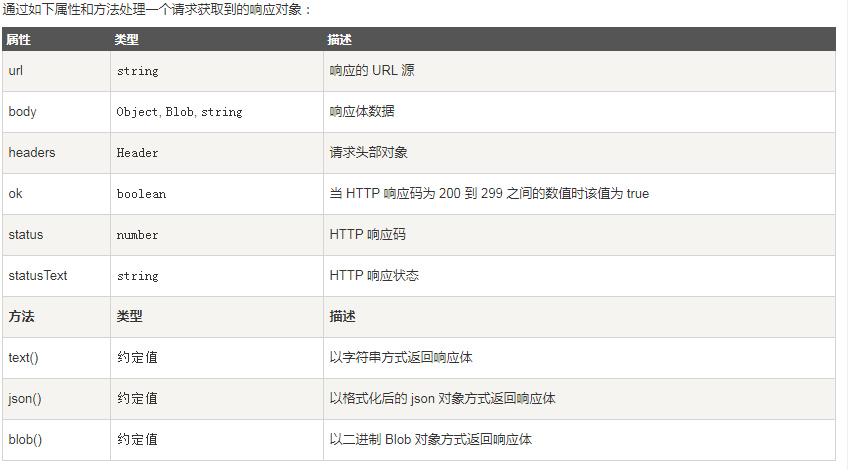 通过如下属性和方法处理一个请求获取到的响应对象：
属性 类型 描述
url string 响应的 URL 源
body Object, Blob, string 响应体数据
headers Header 请求头部对象
ok boolean 当 HTTP 响应码为 200 到 299 之间的数值时该值为 true
status number HTTP 响应码
statusText string HTTP 响应状态
方法 类型 描述
text() 约定值 以字符串方式返回响应体
json() 约定值 以格式化后的 json 对象方式返回响应体
blob() 约定值 以二进制 Blob 对象方式返回响应体